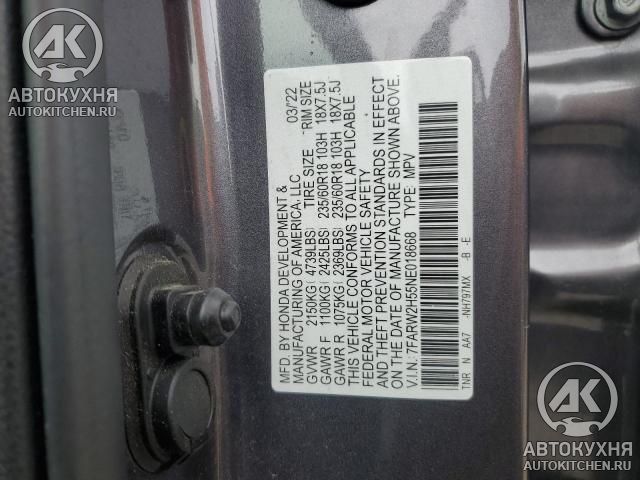 АК
АВТОКУХНЯ
AUTOKITCHEN.RU
MFD. BY HONDA DEVELOPMENT &
MANUFACTURING OF AMERICA, LLC 03/22
GVWR 2150KG( 4739LBS) TIRE SIZE RIM SIZE
GAWR F 1100KG( 2425LBS) 235/60R18 103H 18X7.5J
GAWR R 1075KG( 2369LBS) 235/60R18 103H 18X7.5J
THIS VEHICLE CONFORMS TO ALL APPLICABLE
FEDERAL MOTOR VEHICLE SAFETY
AND THEFT PREVENTION STANDARDS IN EFFECT
ON THE DATE OF MANUFACTURE SHOWN ABOVE.
V.I.N. 7FARW2H55NE018668 TYPE: MPV
TNR N AA7 -NH797MX -B -E
АК
АВТОКУХНЯ
AUTOKITCHEN.RU